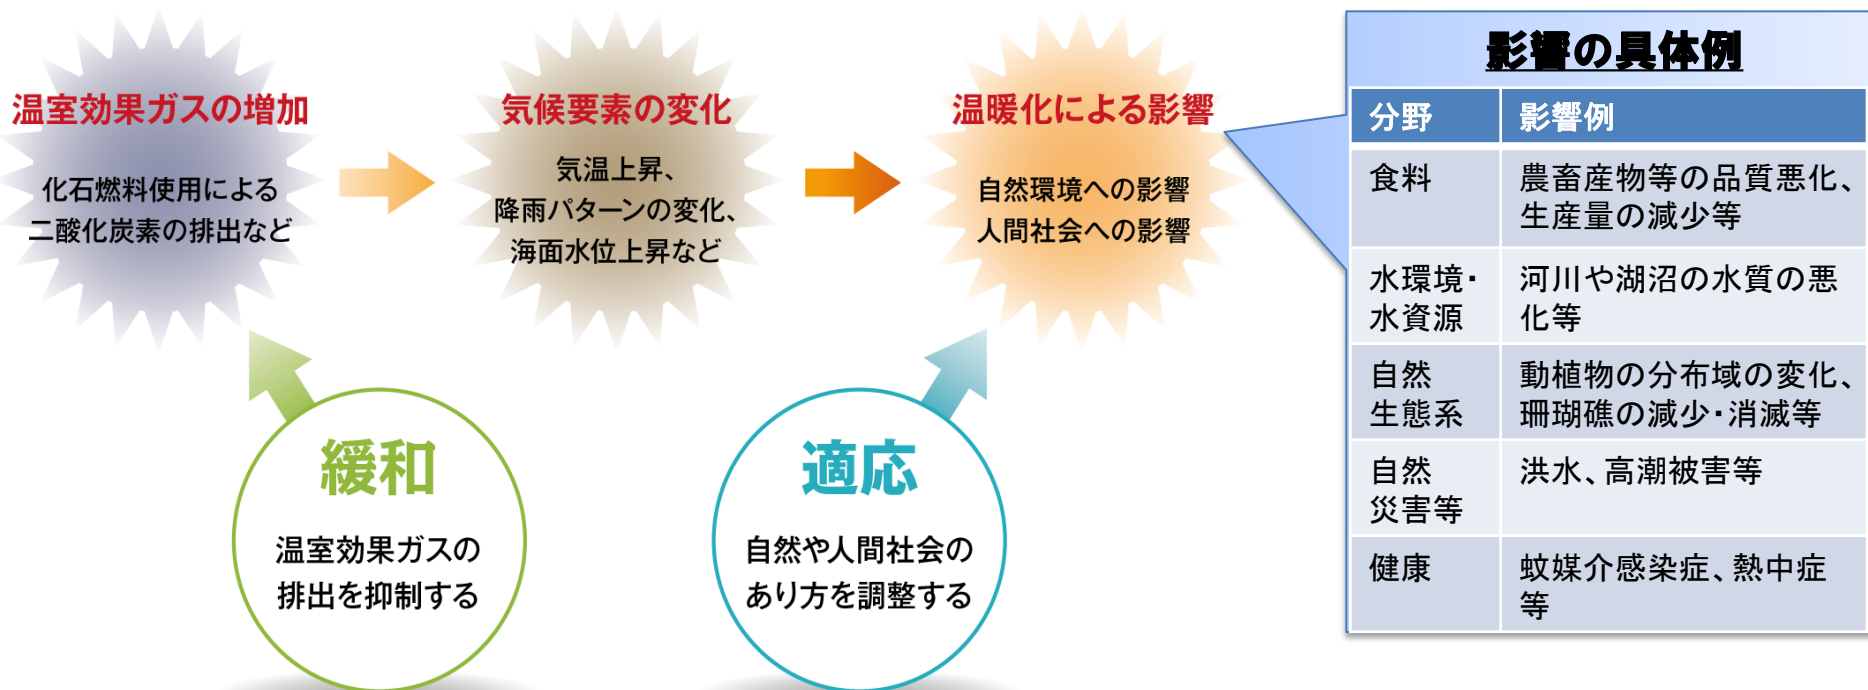 温室効果ガスの増加
化石燃料使用による
二酸化炭素の排出など
気候要素の変化
気温上昇、
降雨パターンの変化、
海面水位上昇など
温暖化による影響
自然環境への影響
人間社会への影響
緩和
温室効果ガスの
排出を抑制する
適応
自然や人間社会の
あり方を調整する
影響の具体例
分野 影響例
食料 農畜産物等の品質悪化、
生産量の減少等
水環境・ 河川や湖沼の水質の悪
水資源 化等
自然 動植物の分布域の変化、
生態系 珊瑚礁の減少・消滅等
自然 洪水、高潮被害等
災害等
健康 蚊媒介感染症、熱中症
等